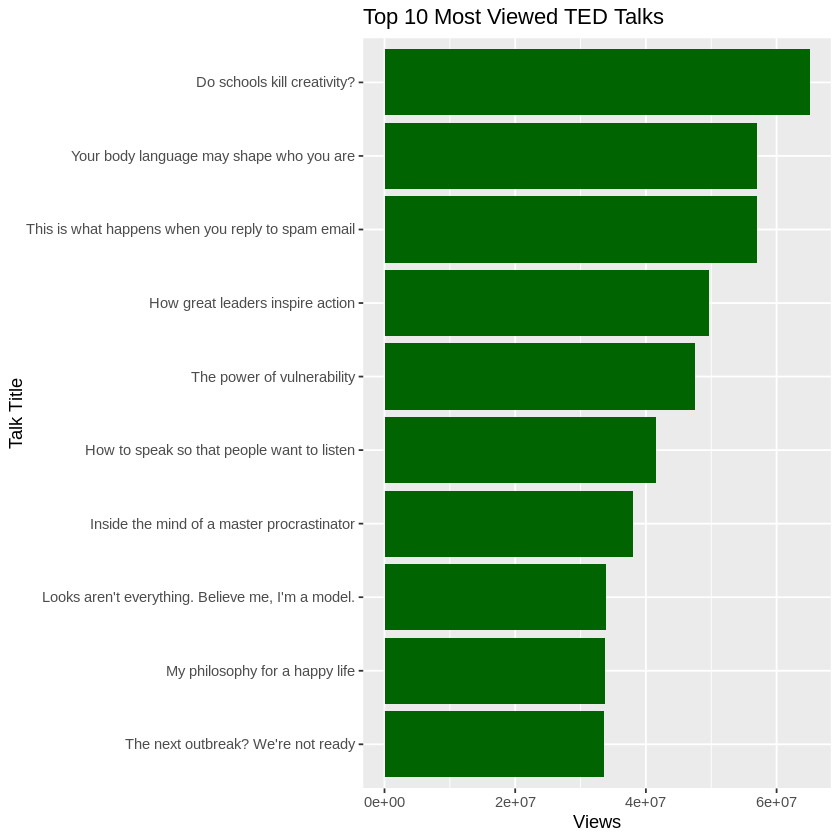 Top 10 Most Viewed TED Talks
Do schools kill creativity?
Your body language may shape who you are
This is what happens when you reply to spam email
How great leaders inspire action
The power of vulnerability
How to speak so that people want to listen
Inside the mind of a master procrastinator
Looks aren't everything. Believe me, I'm a model.
My philosophy for a happy life
The next outbreak? We're not ready
Talk Title
0e+00 2e+07 4e+07 6e+07
Views